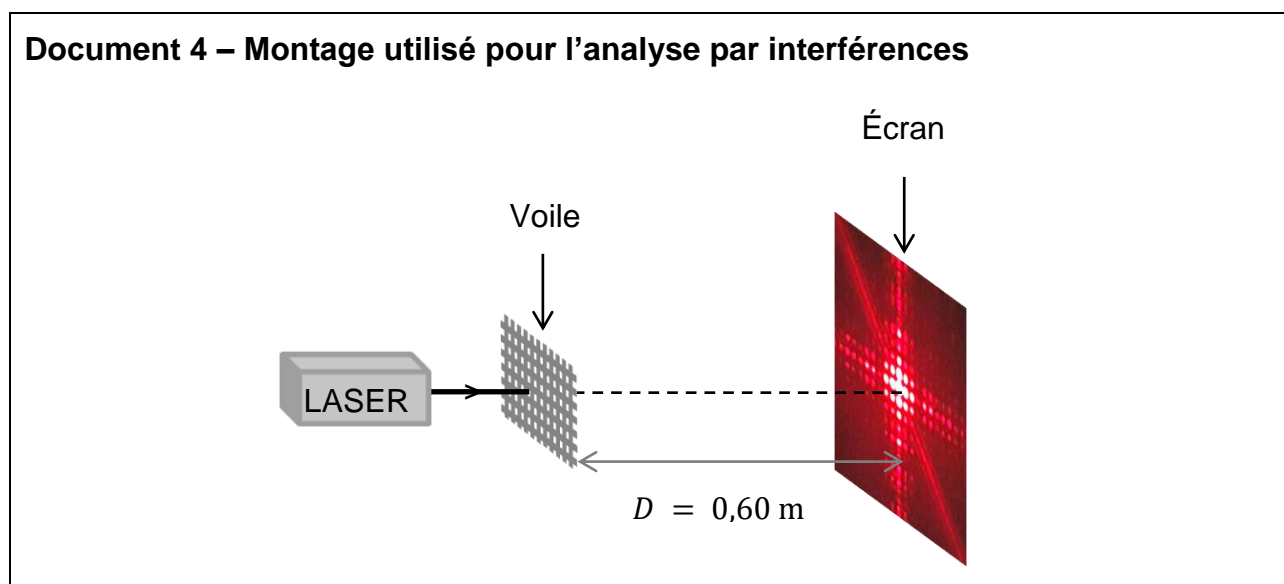 Document 4 – Montage utilisé pour l’analyse par interférences
Écran
Voile
LASER
D = 0,60 m